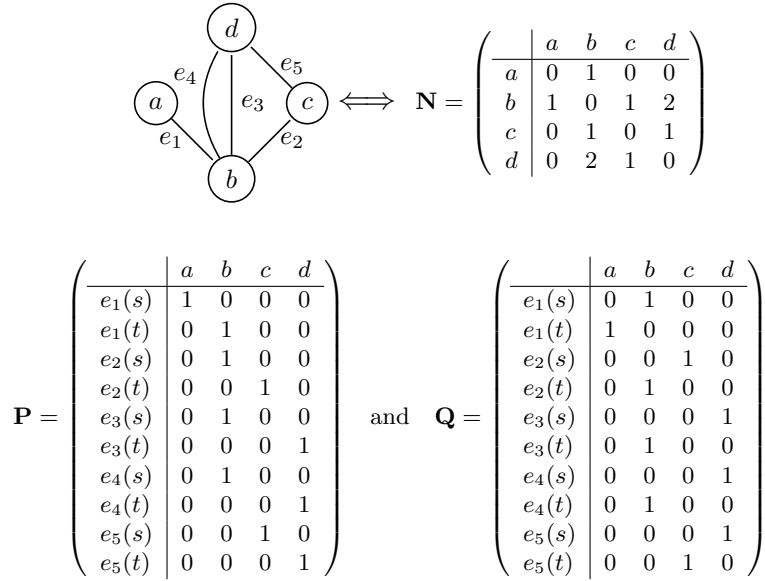 d
e₄ e₅
a e₃ c
e₁ e₂
b
⟺ N =
a b c d
a 0 1 0 0
b 1 0 1 2
c 0 1 0 1
d 0 2 1 0
P =
a b c d
e₁(s) 1 0 0 0
e₁(t) 0 1 0 0
e₂(s) 0 1 0 0
e₂(t) 0 0 1 0
e₃(s) 0 1 0 0
e₃(t) 0 0 0 1
e₄(s) 0 1 0 0
e₄(t) 0 0 0 1
e₅(s) 0 0 1 0
e₅(t) 0 0 0 1
and Q =
a b c d
e₁(s) 0 1 0 0
e₁(t) 1 0 0 0
e₂(s) 0 0 1 0
e₂(t) 0 1 0 0
e₃(s) 0 0 0 1
e₃(t) 0 1 0 0
e₄(s) 0 0 0 1
e₄(t) 0 1 0 0
e₅(s) 0 0 0 1
e₅(t) 0 0 1 0